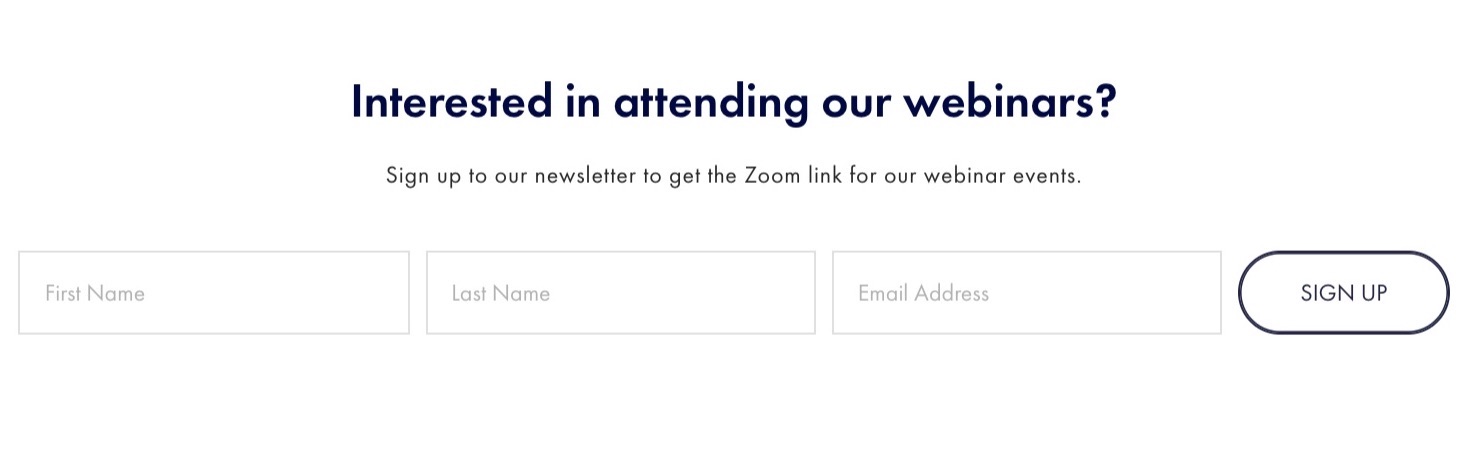 Interested in attending our webinars?
Sign up to our newsletter to get the Zoom link for our webinar events.
First Name
Last Name
Email Address
SIGN UP